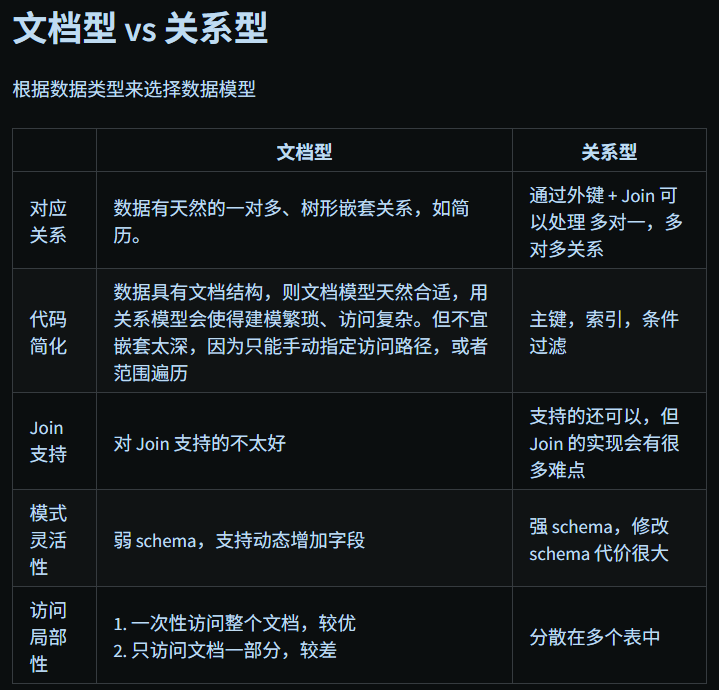 文档型 vs 关系型
根据数据类型来选择数据模型
文档型
关系型
对应
关系
数据有天然的一对多、树形嵌套关系，如简
历。
通过外键 + Join 可
以处理 多对一，多
对多关系
代码
简化
数据具有文档结构，则文档模型天然合适，用
关系模型会使得建模繁琐、访问复杂。但不宜
嵌套太深，因为只能手动指定访问路径，或者
范围遍历
主键，索引，条件
过滤
Join
支持
对 Join 支持的不太好
支持的还可以，但
Join 的实现会有很
多难点
模式
灵活
性
弱 schema，支持动态增加字段
强 schema，修改
schema 代价很大
访问
局部
性
1. 一次性访问整个文档，较优
2. 只访问文档一部分，较差
分散在多个表中